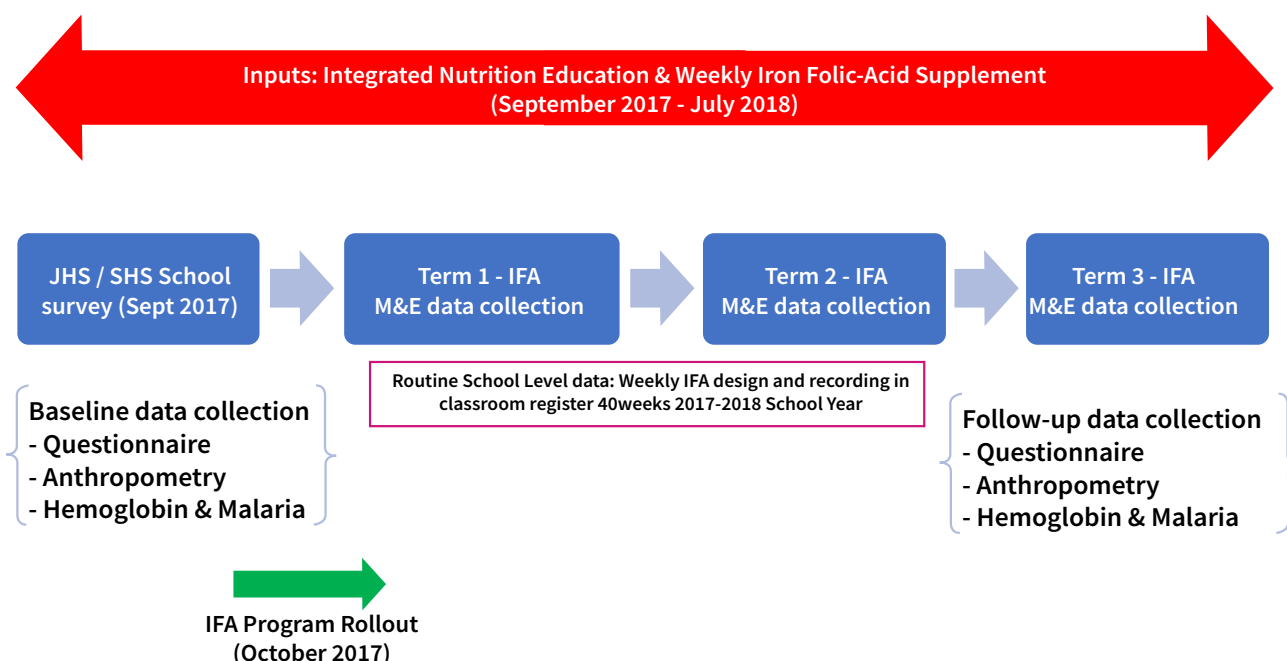 Inputs: Integrated Nutrition Education & Weekly Iron Folic-Acid Supplement
(September 2017 - July 2018)
JHS / SHS School
survey (Sept 2017)
Term 1 - IFA
M&E data collection
Term 2 - IFA
M&E data collection
Term 3 - IFA
M&E data collection
Routine School Level data: Weekly IFA design and recording in
classroom register 40weeks 2017-2018 School Year
Baseline data collection
- Questionnaire
- Anthropometry
- Hemoglobin & Malaria
Follow-up data collection
- Questionnaire
- Anthropometry
- Hemoglobin & Malaria
IFA Program Rollout
(October 2017)